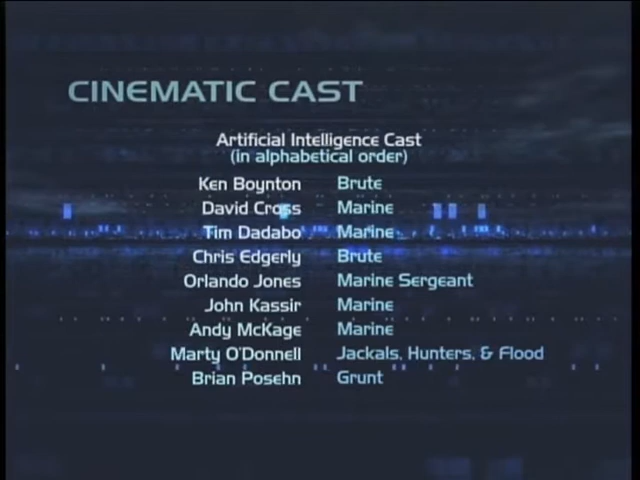 CINEMATIC CAST
Artificial Intelligence Cast
(in alphabetical order)
Ken Boynton Brute
David Cross Marine
Tim Dadabo Marine
Chris Edgerly Brute
Orlando Jones Marine Sergeant
John Kassir Marine
Andy McKage Marine
Marty O'Donnell Jackals, Hunters, & Flood
Brian Posehn Grunt